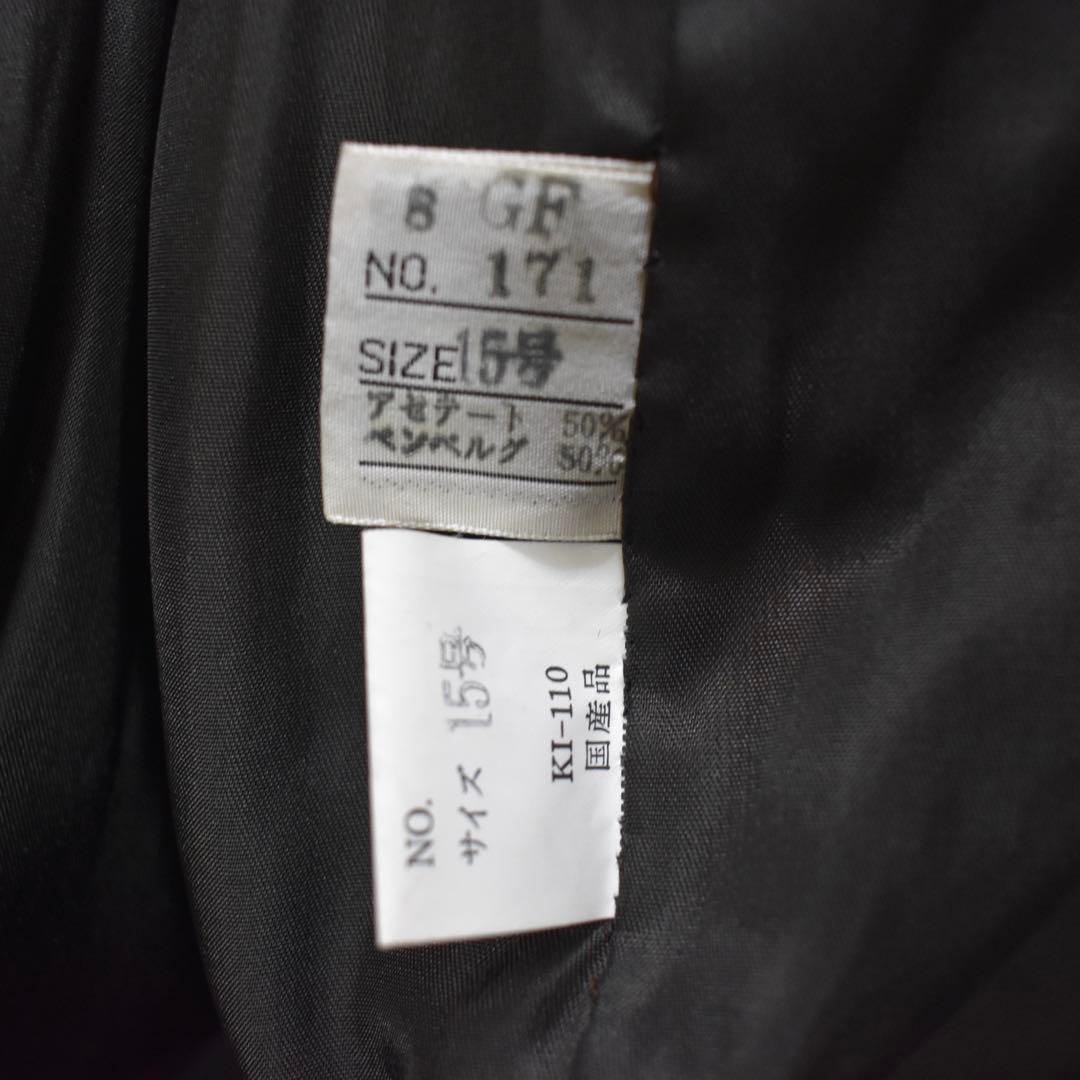 8 GF
NO. 171
SIZE 15号
アセテート 50%
ベンベルグ 50%
NO.
サイズ 15号
KI-110
国産品